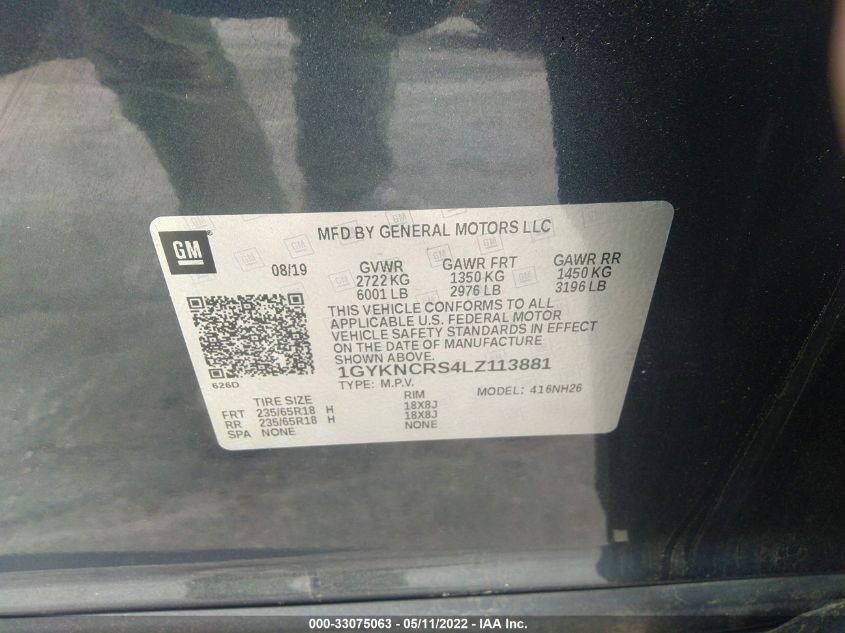 GM
MFD BY GENERAL MOTORS LLC
08/19
GVWR GAWR FRT GAWR RR
2722 KG 1350 KG 1450 KG
6001 LB 2976 LB 3196 LB
THIS VEHICLE CONFORMS TO ALL
APPLICABLE U.S. FEDERAL MOTOR
VEHICLE SAFETY STANDARDS IN EFFECT
ON THE DATE OF MANUFACTURE
SHOWN ABOVE.
626D
1GYKNCRS4LZ113881
TYPE: M.P.V. MODEL: 416NH26
TIRE SIZE RIM
FRT 235/65R18 H 18X8J
RR 235/65R18 H 18X8J
SPA NONE NONE
000-33075063 - 05/11/2022 - IAA Inc.